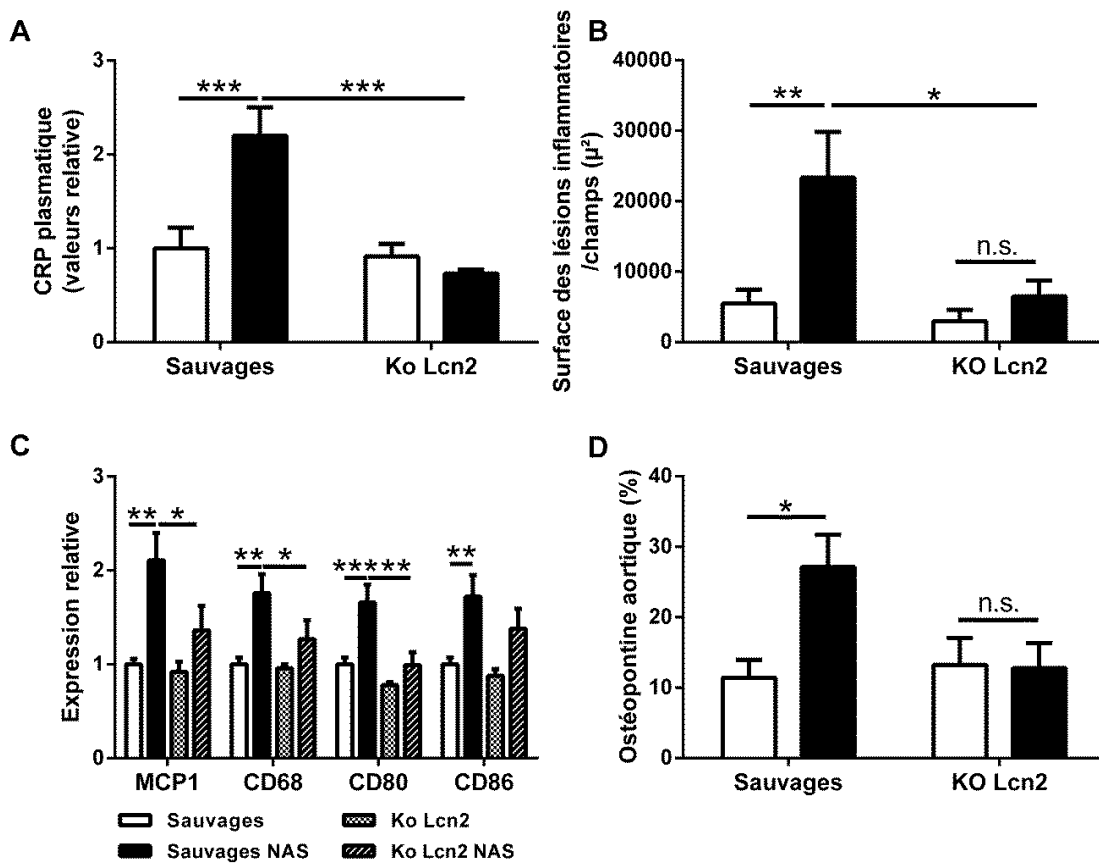 A
CRP plasmatique
(valeurs relative)
3
2
1
0
***
***
Sauvages
Ko Lcn2
B
Surface des lésions inflammatoires
/champs (µ²)
40000
30000
20000
10000
0
**
*
n.s.
Sauvages
KO Lcn2
C
Expression relative
3
2
1
0
**
*
**
*
*****
**
MCP1
CD68
CD80
CD86
Sauvages
Ko Lcn2
Sauvages NAS
Ko Lcn2 NAS
D
Ostéopontine aortique (%)
40
30
20
10
0
*
n.s.
Sauvages
KO Lcn2